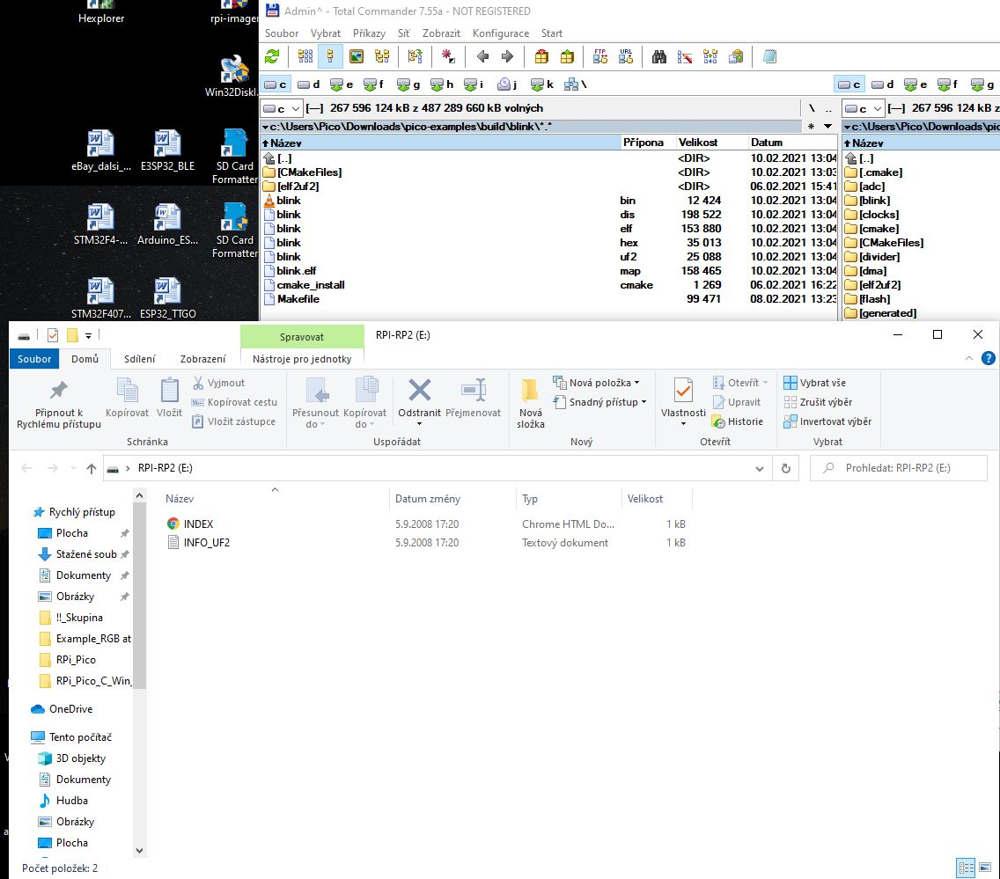 Hexplorer
rpi-imager
Win32Diskl...
eBay_dalsi_...
E3SP32_BLE
SD Card
Formatter
STM32F4-...
Arduino_ES...
SD Card
Formatter
STM32F407...
ESP32_TTGO
Admin^ - Total Commander 7.55a - NOT REGISTERED
Soubor Vybrat Příkazy Síť Zobrazit Konfigurace Start
FTP URL
c d e f g h i j k \
c d e f g
c [—] 267 596 124 kB z 487 289 660 kB volných \ ..
c [—] 267 596 124 kB z
c:\Users\Pico\Downloads\pico-examples\build\blink\*.* *
c:\Users\Pico\Downloads\pic
Název Přípona Velikost Datum
[..] <DIR> 10.02.2021 13:04
[CMakeFiles] <DIR> 10.02.2021 13:03
[elf2uf2] <DIR> 06.02.2021 15:41
blink bin 12 424 10.02.2021 13:04
blink dis 198 522 10.02.2021 13:04
blink elf 153 880 10.02.2021 13:04
blink hex 35 013 10.02.2021 13:04
blink uf2 25 088 10.02.2021 13:04
blink.elf map 158 465 10.02.2021 13:04
cmake_install cmake 1 269 06.02.2021 16:22
Makefile 99 471 08.02.2021 13:23
Název
[..]
[.cmake]
[adc]
[blink]
[clocks]
[cmake]
[CMakeFiles]
[divider]
[dma]
[elf2uf2]
[flash]
[generated]
Spravovat RPI-RP2 (E:)
Soubor Domů Sdílení Zobrazení Nástroje pro jednotky
Připnout k
Rychlému přístupu
Kopírovat
Vložit
Vyjmout
Kopírovat cestu
Vložit zástupce
Schránka
Přesunout
do
Kopírovat
do
Odstranit
Přejmenovat
Uspořádat
Nová
složka
Nová položka
Snadný přístup
Nový
Vlastnosti
Otevřít
Upravit
Historie
Otevřít
Vybrat vše
Zrušit výběr
Invertovat výběr
Vybrat
RPI-RP2 (E:)
Prohledat: RPI-RP2 (E:)
Rychlý přístup
Plocha
Stažené soub
Dokumenty
Obrázky
!!_Skupina
Example_RGB at
RPi_Pico
RPi_Pico_C_Win_
OneDrive
Tento počítač
3D objekty
Dokumenty
Hudba
Obrázky
Plocha
Název Datum změny Typ Velikost
INDEX 5.9.2008 17:20 Chrome HTML Do... 1 kB
INFO_UF2 5.9.2008 17:20 Textový dokument 1 kB
Počet položek: 2